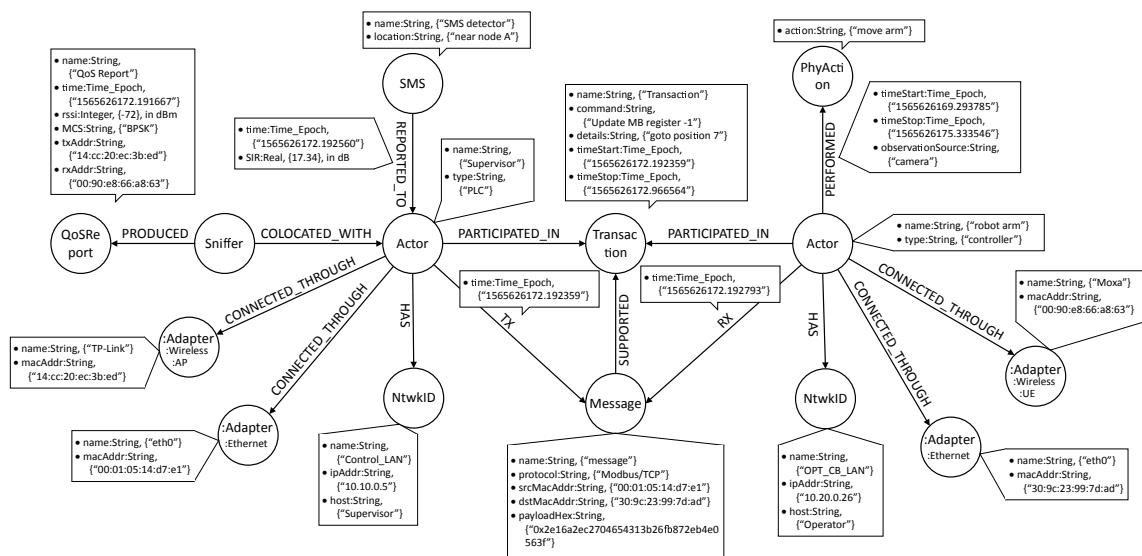 • name:String, {“SMS detector”}
• location:String, {“near node A”}
• action:String, {“move arm”}
• name:String,
{“QoS Report”}
• time:Time_Epoch,
{“1565626172.191667”}
• rssi:Integer, {-72}, in dBm
• MCS:String, {“BPSK”}
• txAddr:String,
{“14:cc:20:ec:3b:ed”}
• rxAddr:String,
{“00:90:e8:66:a8:63”}
SMS
PhyAction
• name:String, {“Transaction”}
• command:String,
{“Update MB register -1”}
• details:String, {“goto position 7”}
• timeStart:Time_Epoch,
{“1565626172.192359”}
• timeStop:Time_Epoch,
{“1565626172.966564”}
• timeStart:Time_Epoch,
{“1565626169.293785”}
• timeStop:Time_Epoch,
{“1565626175.333546”}
• observationSource:String,
{“camera”}
• time:Time_Epoch,
{“1565626172.192560”}
• SIR:Real, {17.34}, in dB
REPORTED_TO
• name:String,
{“Supervisor”}
• type:String,
{“PLC”}
PERFORMED
QoSRe
port
PRODUCED
Sniffer
COLOCATED_WITH
Actor
PARTICIPATED_IN
Transac
tion
PARTICIPATED_IN
Actor
• name:String, {“robot arm”}
• type:String, {“controller”}
CONNECTED_THROUGH
CONNECTED_THROUGH
HAS
• time:Time_Epoch,
{“1565626172.192359”}
TX
SUPPORTED
• time:Time_Epoch,
{“1565626172.192793”}
RX
HAS
CONNECTED_THROUGH
CONNECTED_THROUGH
• name:String, {“Moxa”}
• macAddr:String,
{“00:90:e8:66:a8:63”}
• name:String, {“TP-Link”}
• macAddr:String,
{“14:cc:20:ec:3b:ed”}
:Adapter
:Wireless
:AP
:Adapter
:Wireless
:UE
NtwkID
Message
NtwkID
• name:String, {“eth0”}
• macAddr:String,
{“00:01:05:14:d7:e1”}
:Adapter
:Ethernet
:Adapter
:Ethernet
• name:String, {“eth0”}
• macAddr:String,
{“30:9c:23:99:7d:ad”}
• name:String,
{“Control_LAN”}
• ipAddr:String,
{“10.10.0.5”}
• host:String,
{“Supervisor”}
• name:String, {“message”}
• protocol:String, {“Modbus/TCP”}
• srcMacAddr:String, {“00:01:05:14:d7:e1”}
• dstMacAddr:String, {“30:9c:23:99:7d:ad”}
• payloadHex:String,
{“0x2e16a2ec2704654313b26fb872eb4e0
563f”}
• name:String,
{“OPT_CB_LAN”}
• ipAddr:String,
{“10.20.0.26”}
• host:String,
{“Operator”}